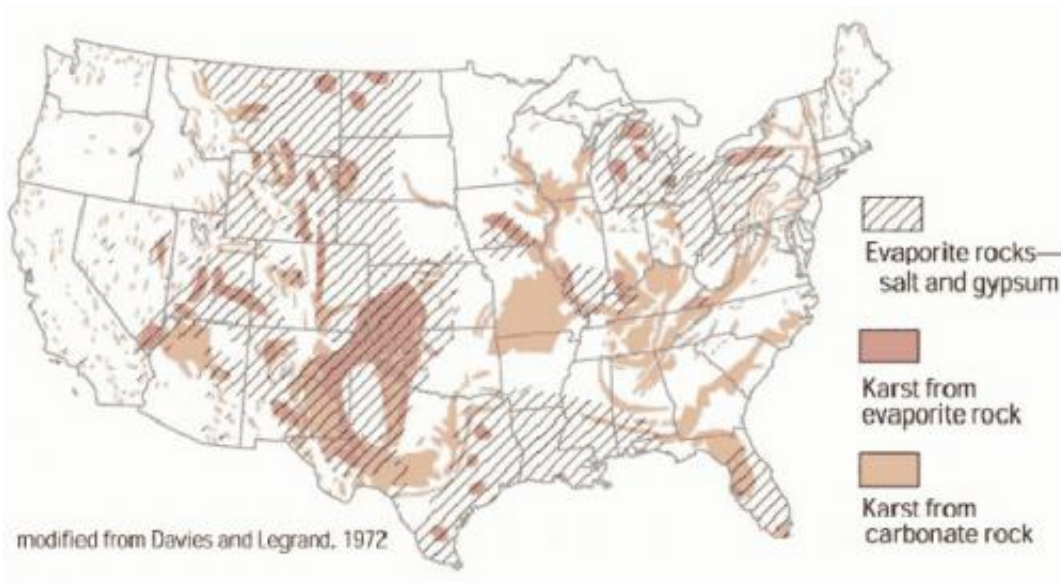 Evaporite rocks—
salt and gypsum
Karst from
evaporite rock
Karst from
carbonate rock
modified from Davies and Legrand, 1972